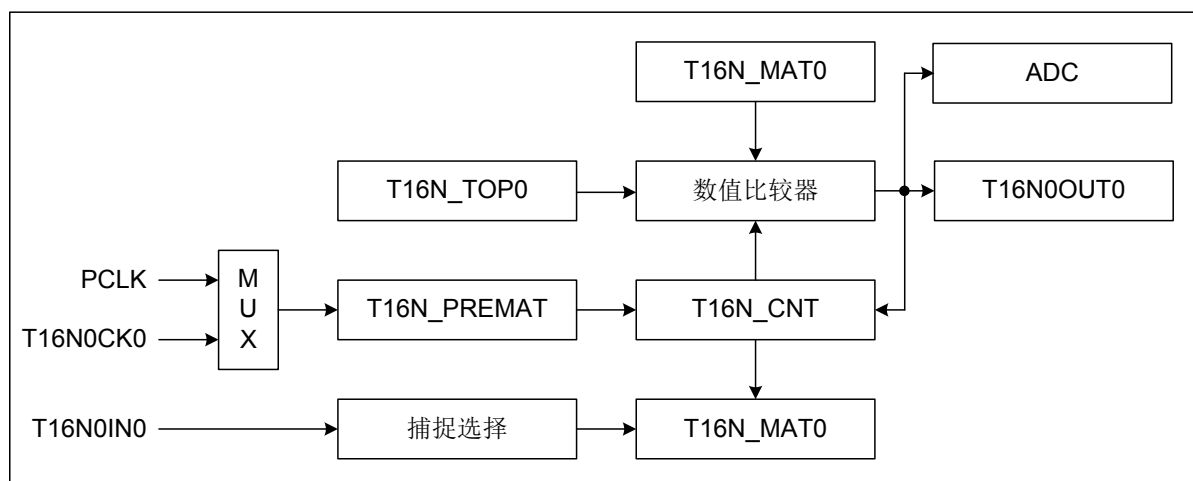 T16N_MAT0
ADC
T16N_TOP0
数值比较器
T16N0OUT0
PCLK
M
U
X
T16N_PREMAT
T16N_CNT
T16N0CK0
T16N0IN0
捕捉选择
T16N_MAT0